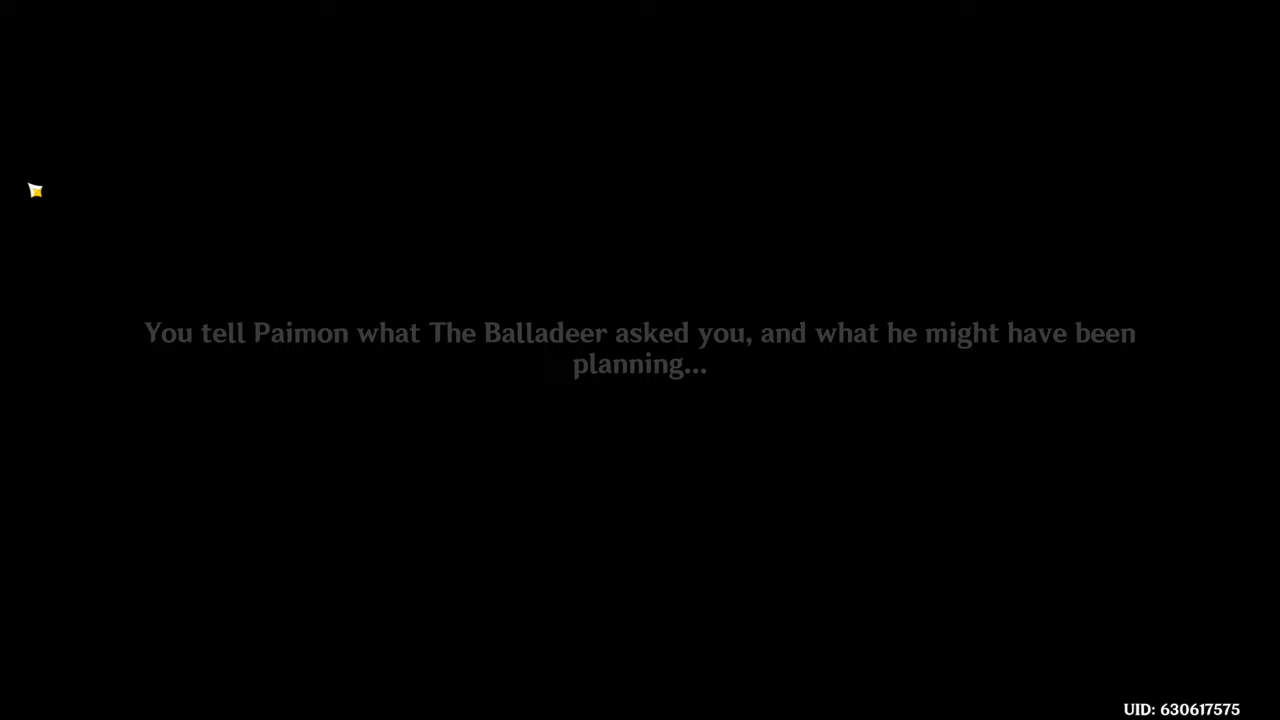 You tell Paimon what The Balladeer asked you, and what he might have been
planning...
UID: 630617575